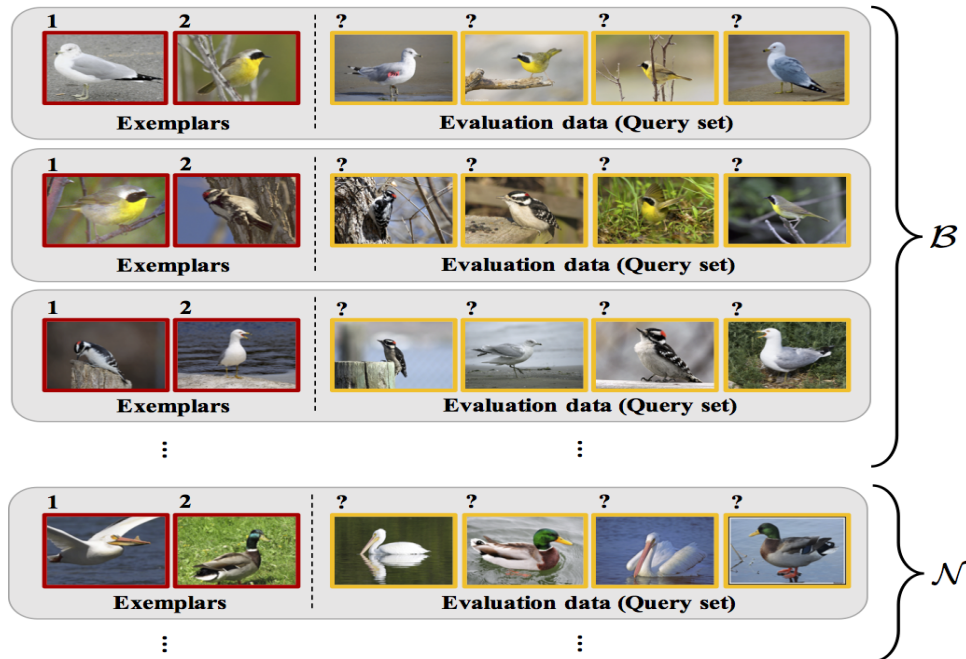 1 2 ? ? ? ?
Exemplars Evaluation data (Query set)
1 2 ? ? ? ?
Exemplars Evaluation data (Query set)
ℬ
1 2 ? ? ? ?
Exemplars Evaluation data (Query set)
⋮ ⋮
1 2 ? ? ? ?
𝒩
Exemplars Evaluation data (Query set)
⋮ ⋮